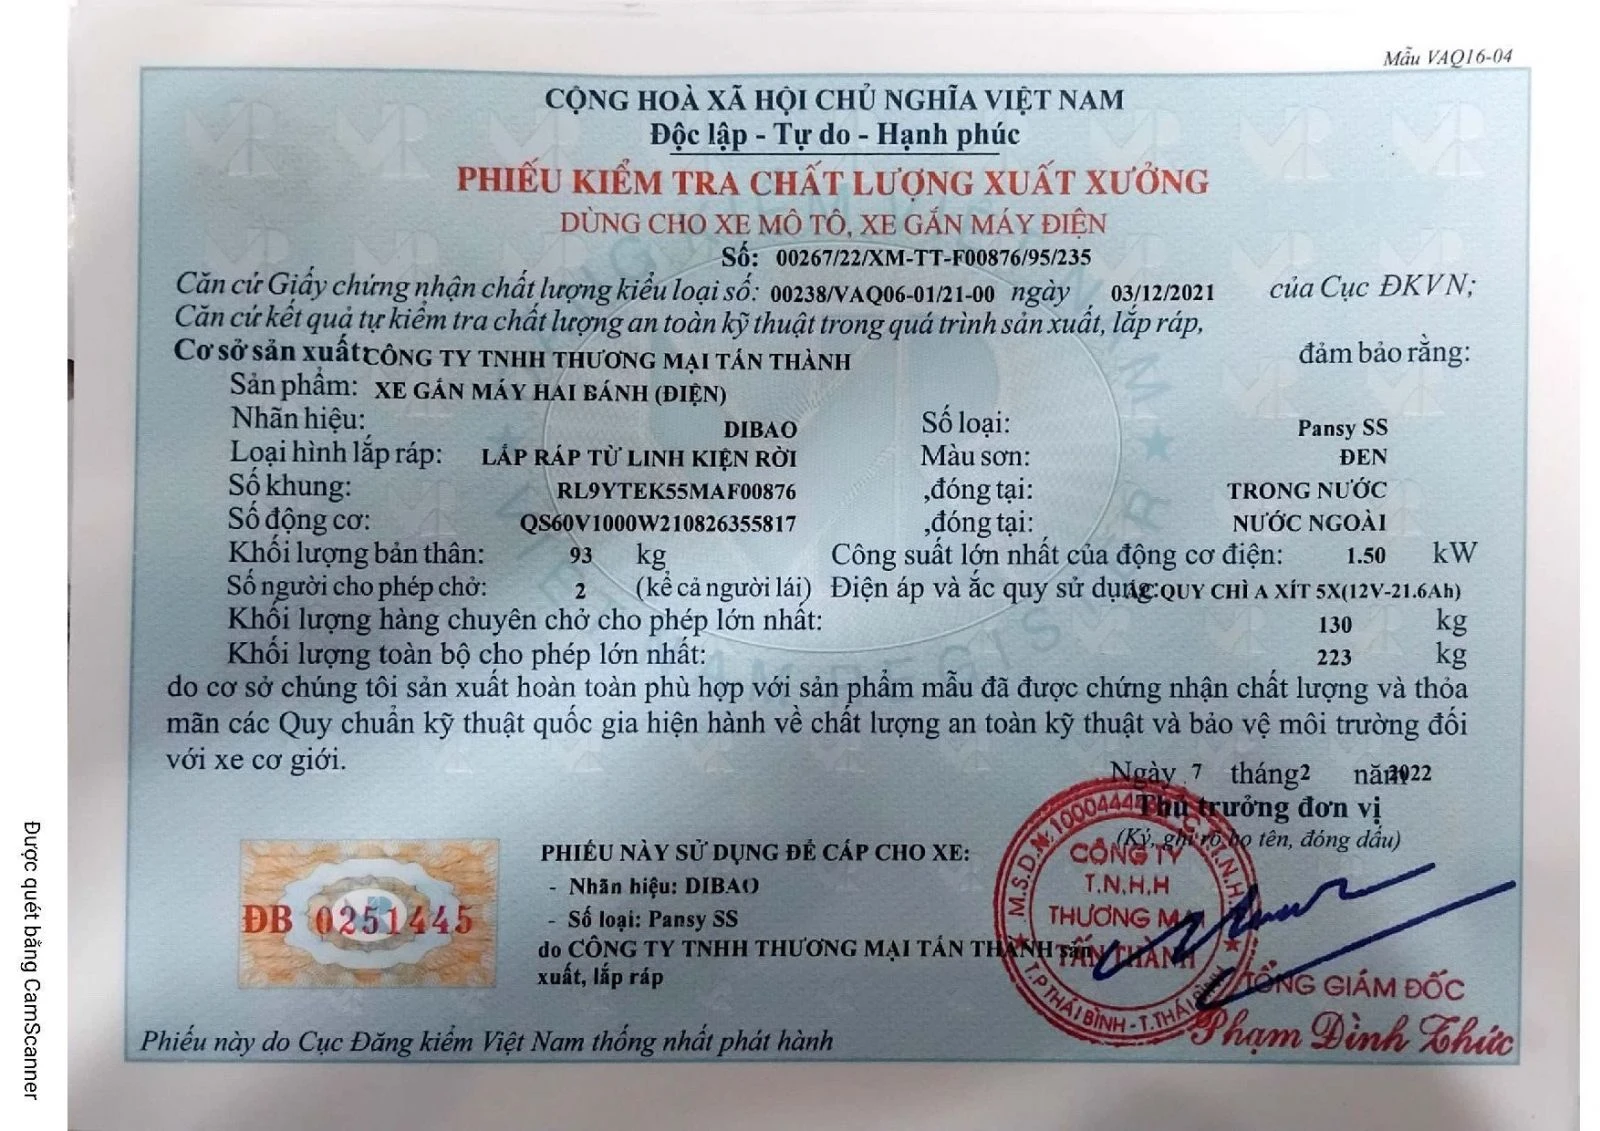 Mẫu VAQ16-04
CỘNG HOÀ XÃ HỘI CHỦ NGHĨA VIỆT NAM
Độc lập - Tự do - Hạnh phúc
PHIẾU KIỂM TRA CHẤT LƯỢNG XUẤT XƯỞNG
DÙNG CHO XE MÔ TÔ, XE GẮN MÁY ĐIỆN
Số: 00267/22/XM-TT-F00876/95/235
Căn cứ Giấy chứng nhận chất lượng kiểu loại số: 00238/VAQ06-01/21-00 ngày 03/12/2021 của Cục ĐKVN;
Căn cứ kết quả tự kiểm tra chất lượng an toàn kỹ thuật trong quá trình sản xuất, lắp ráp,
Cơ sở sản xuất: CÔNG TY TNHH THƯƠNG MẠI TẤN THÀNH đảm bảo rằng:
Sản phẩm: XE GẮN MÁY HAI BÁNH (ĐIỆN)
Nhãn hiệu: DIBAO Số loại: Pansy SS
Loại hình lắp ráp: LẮP RÁP TỪ LINH KIỆN RỜI Màu sơn: ĐEN
Số khung: RL9YTEK55MAF00876 ,đóng tại: TRONG NƯỚC
Số động cơ: QS60V1000W210826355817 ,đóng tại: NƯỚC NGOÀI
Khối lượng bản thân: 93 kg Công suất lớn nhất của động cơ điện: 1.50 kW
Số người cho phép chở: 2 (kể cả người lái) Điện áp và ắc quy sử dụng: ẮC QUY CHÌ A XÍT 5X(12V-21.6Ah)
Khối lượng hàng chuyên chở cho phép lớn nhất: 130 kg
Khối lượng toàn bộ cho phép lớn nhất: 223 kg
do cơ sở chúng tôi sản xuất hoàn toàn phù hợp với sản phẩm mẫu đã được chứng nhận chất lượng và thỏa
mãn các Quy chuẩn kỹ thuật quốc gia hiện hành về chất lượng an toàn kỹ thuật và bảo vệ môi trường đối
với xe cơ giới.
Ngày 7 tháng 2 năm 2022
Thủ trưởng đơn vị
(Ký, ghi rõ họ tên, đóng dấu)
PHIẾU NÀY SỬ DỤNG ĐỂ CẤP CHO XE:
- Nhãn hiệu: DIBAO
- Số loại: Pansy SS
do CÔNG TY TNHH THƯƠNG MẠI TẤN THÀNH sản
xuất, lắp ráp
ĐB 0251445
CÔNG TY
T.N.H.H
THƯƠNG MẠI
TẤN THÀNH
T.P THÁI BÌNH - T.THÁI BÌNH
TỔNG GIÁM ĐỐC
Phạm Đình Thức
Phiếu này do Cục Đăng kiểm Việt Nam thống nhất phát hành
Được quét bằng CamScanner